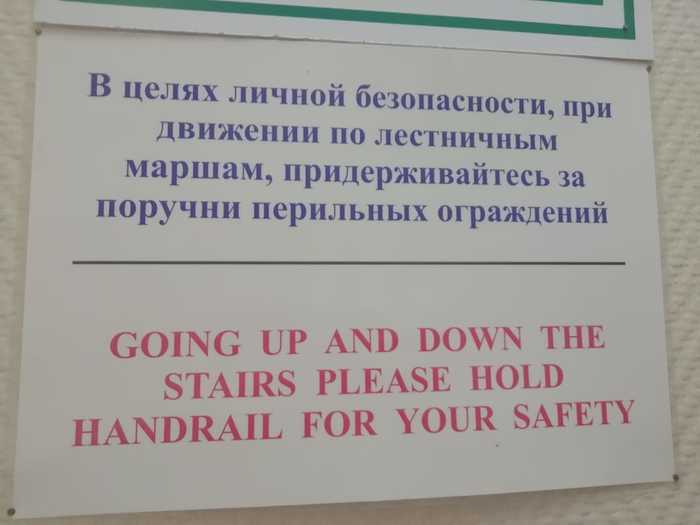 В целях личной безопасности, при
движении по лестничным
маршам, придерживайтесь за
поручни перильных ограждений
GOING UP AND DOWN THE
STAIRS PLEASE HOLD
HANDRAIL FOR YOUR SAFETY